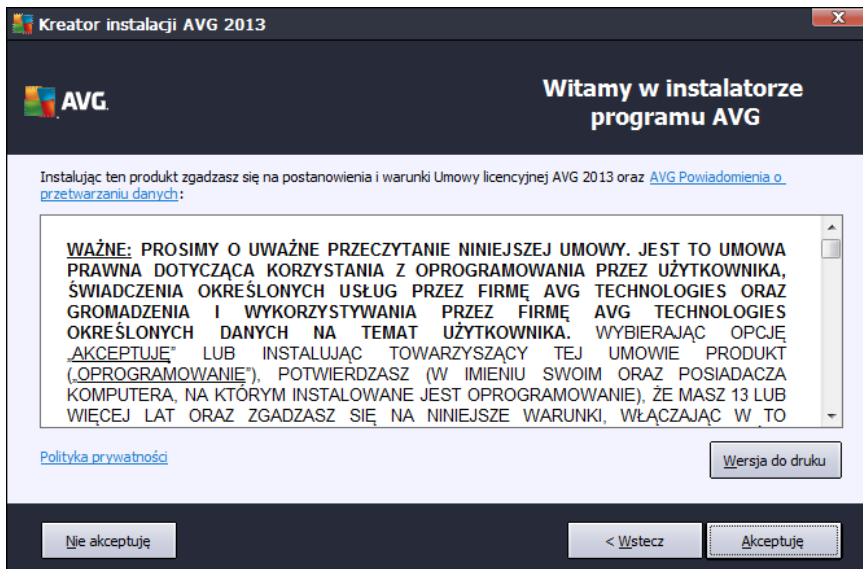 Kreator instalacji AVG 2013
AVG.
Witamy w instalatorze
programu AVG
Instalując ten produkt zgadzasz się na postanowienia i warunki Umowy licencyjnej AVG 2013 oraz AVG Powiadomienia o
przetwarzaniu danych:
WAŻNE: PROSIMY O UWAŻNE PRZECZYTANIE NINIEJSZEJ UMOWY. JEST TO UMOWA
PRAWNA DOTYCZĄCA KORZYSTANIA Z OPROGRAMOWANIA PRZEZ UŻYTKOWNIKA,
ŚWIADCZENIA OKREŚLONYCH USŁUG PRZEZ FIRMĘ AVG TECHNOLOGIES ORAZ
GROMADZENIA I WYKORZYSTYWANIA PRZEZ FIRMĘ AVG TECHNOLOGIES
OKREŚLONYCH DANYCH NA TEMAT UŻYTKOWNIKA. WYBIERAJĄC OPCJĘ
„AKCEPTUJĘ” LUB INSTALUJĄC TOWARZYSZĄCY TEJ UMOWIE PRODUKT
(„OPROGRAMOWANIE”), POTWIERDZASZ (W IMIENIU SWOIM ORAZ POSIADACZA
KOMPUTERA, NA KTÓRYM INSTALOWANE JEST OPROGRAMOWANIE), ŻE MASZ 13 LUB
WIĘCEJ LAT ORAZ ZGADZASZ SIĘ NA NINIEJSZE WARUNKI, WŁĄCZAJĄC W TO
Polityka prywatności
Wersja do druku
Nie akceptuję
< Wstecz
Akceptuję